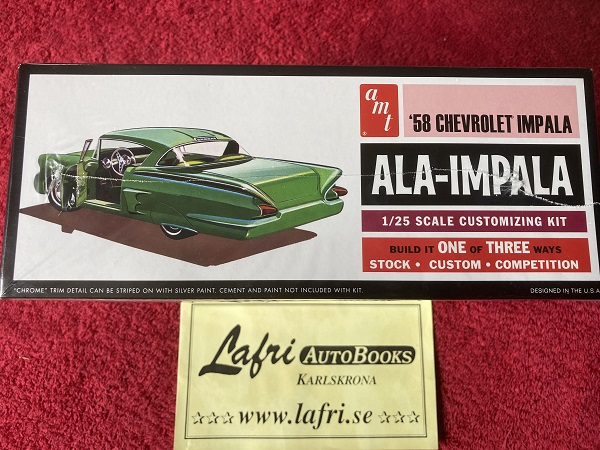 amt
'58 CHEVROLET IMPALA
ALA-IMPALA
1/25 SCALE CUSTOMIZING KIT
BUILD IT ONE OF THREE WAYS
STOCK • CUSTOM • COMPETITION
"CHROME" TRIM DETAIL CAN BE STRIPED ON WITH SILVER PAINT. CEMENT AND PAINT NOT INCLUDED WITH KIT.
DESIGNED IN THE U.S.A
Lafri AUTOBOOKS
KARLSKRONA
www.lafri.se